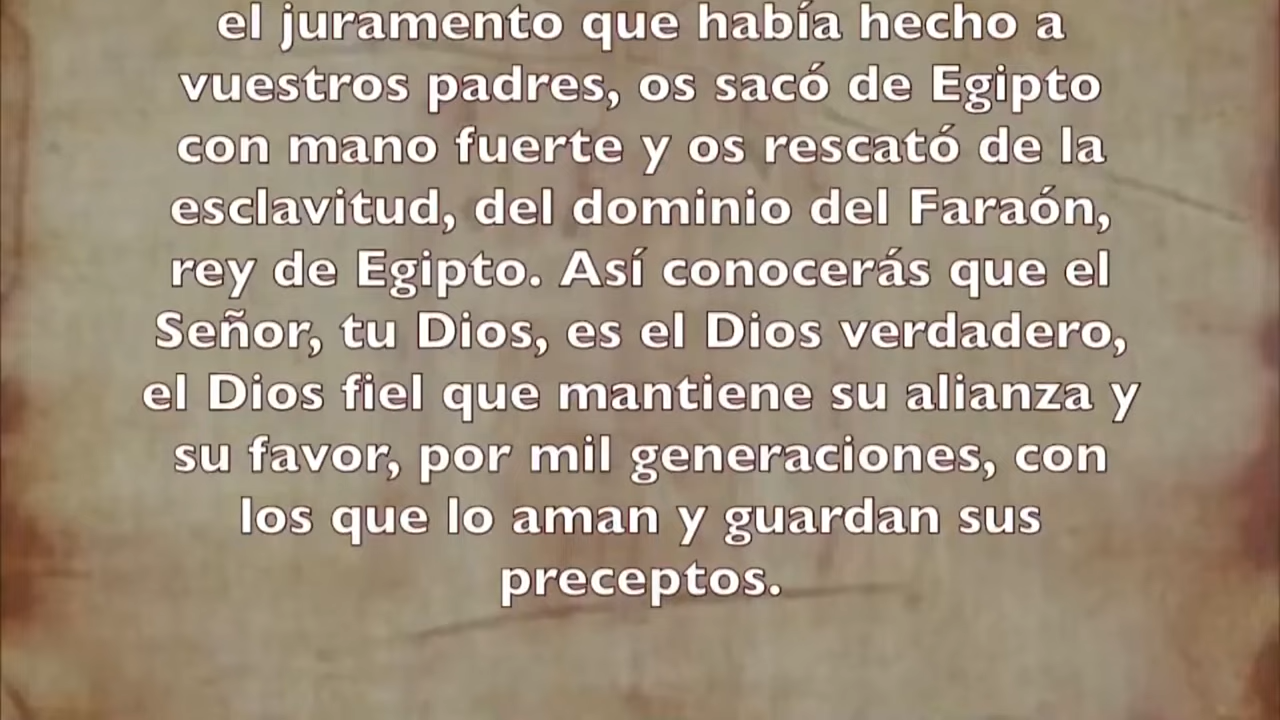 el juramento que había hecho a
vuestros padres, os sacó de Egipto
con mano fuerte y os rescató de la
esclavitud, del dominio del Faraón,
rey de Egipto. Así conocerás que el
Señor, tu Dios, es el Dios verdadero,
el Dios fiel que mantiene su alianza y
su favor, por mil generaciones, con
los que lo aman y guardan sus
preceptos.